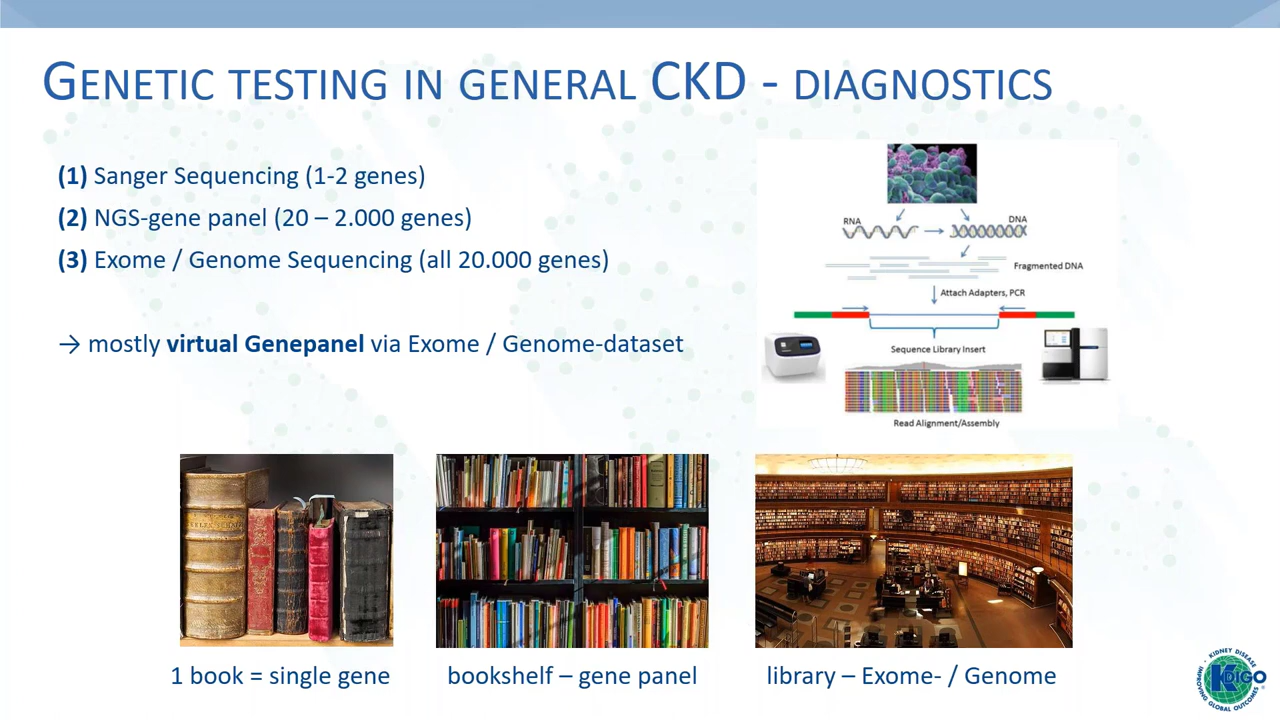 GENETIC TESTING IN GENERAL CKD - DIAGNOSTICS
(1) Sanger Sequencing (1-2 genes)
(2) NGS-gene panel (20 – 2.000 genes)
(3) Exome / Genome Sequencing (all 20.000 genes)
→ mostly virtual Genepanel via Exome / Genome-dataset
RNA
DNA
Fragmented DNA
Attach Adapters, PCR
Sequence Library Insert
Read Alignment/Assembly
1 book = single gene
bookshelf – gene panel
library – Exome- / Genome
KIDNEY DISEASE
KDIGO
IMPROVING GLOBAL OUTCOMES